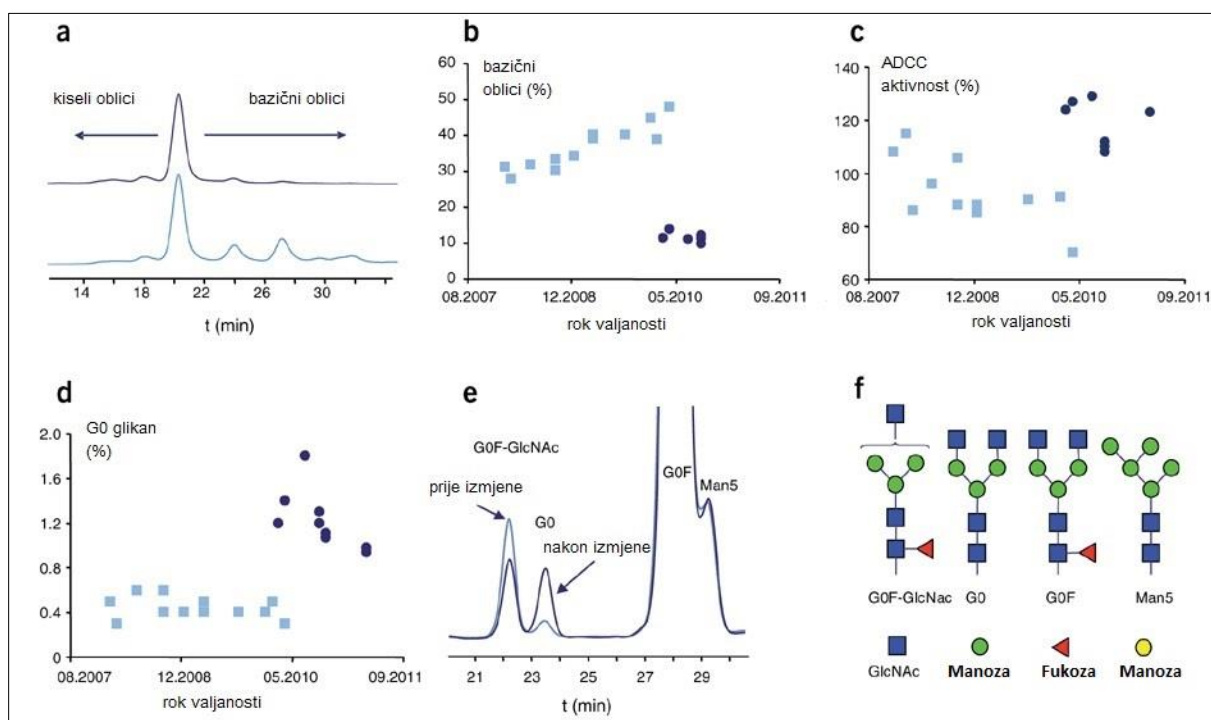 a
kiseli oblici
bazični oblici
14 18 22 26 30
t (min)
b
bazični
oblici (%)
60
50
40
30
20
10
0
08.2007 12.2008 05.2010 09.2011
rok valjanosti
c
ADCC
aktivnost (%)
140
120
100
80
60
08.2007 12.2008 05.2010 09.2011
rok valjanosti
d
G0 glikan
(%)
2.0
1.6
1.2
0.8
0.4
0
08.2007 12.2008 05.2010 09.2011
rok valjanosti
e
G0F-GlcNAc
prije izmjene
G0
nakon izmjene
G0F
Man5
21 23 25 27 29
t (min)
f
G0F-GlcNac G0 G0F Man5
GlcNAc Manoza Fukoza Manoza